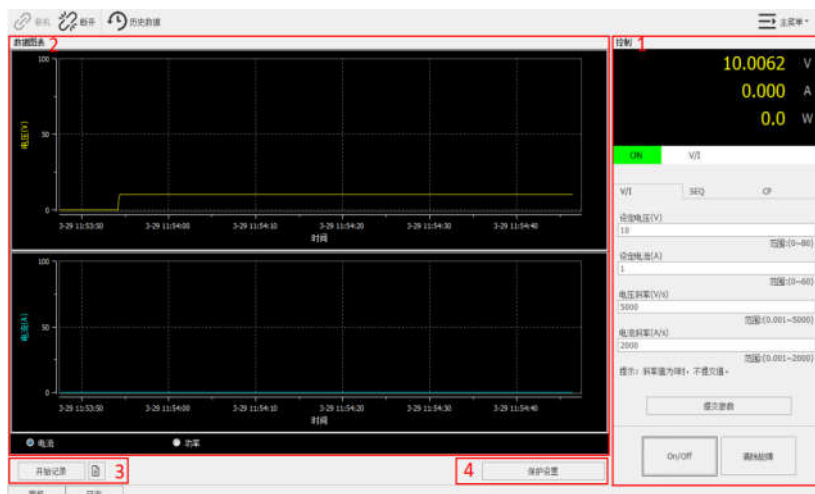 联机 断开 历史数据 主菜单
数据图表 2
100
50
0
电压(V)
3-29 11:53:50 3-29 11:54:00 3-29 11:54:10 3-29 11:54:20 3-29 11:54:30 3-29 11:54:40
时间
100
50
0
电流(A)
3-29 11:53:50 3-29 11:54:00 3-29 11:54:10 3-29 11:54:20 3-29 11:54:30 3-29 11:54:40
时间
电流 功率
开始记录 3
4 保护设置
控制 1
10.0062 V
0.000 A
0.0 W
ON V/I
V/I SEQ CP
设定电压(V)
10
范围:(0~80)
设定电流(A)
1
范围:(0~60)
电压斜率(V/s)
5000
范围:(0.001~5000)
电流斜率(A/s)
2000
范围:(0.001~2000)
提示: 斜率值为0时, 不提交值。
提交参数
On/Off 清除故障